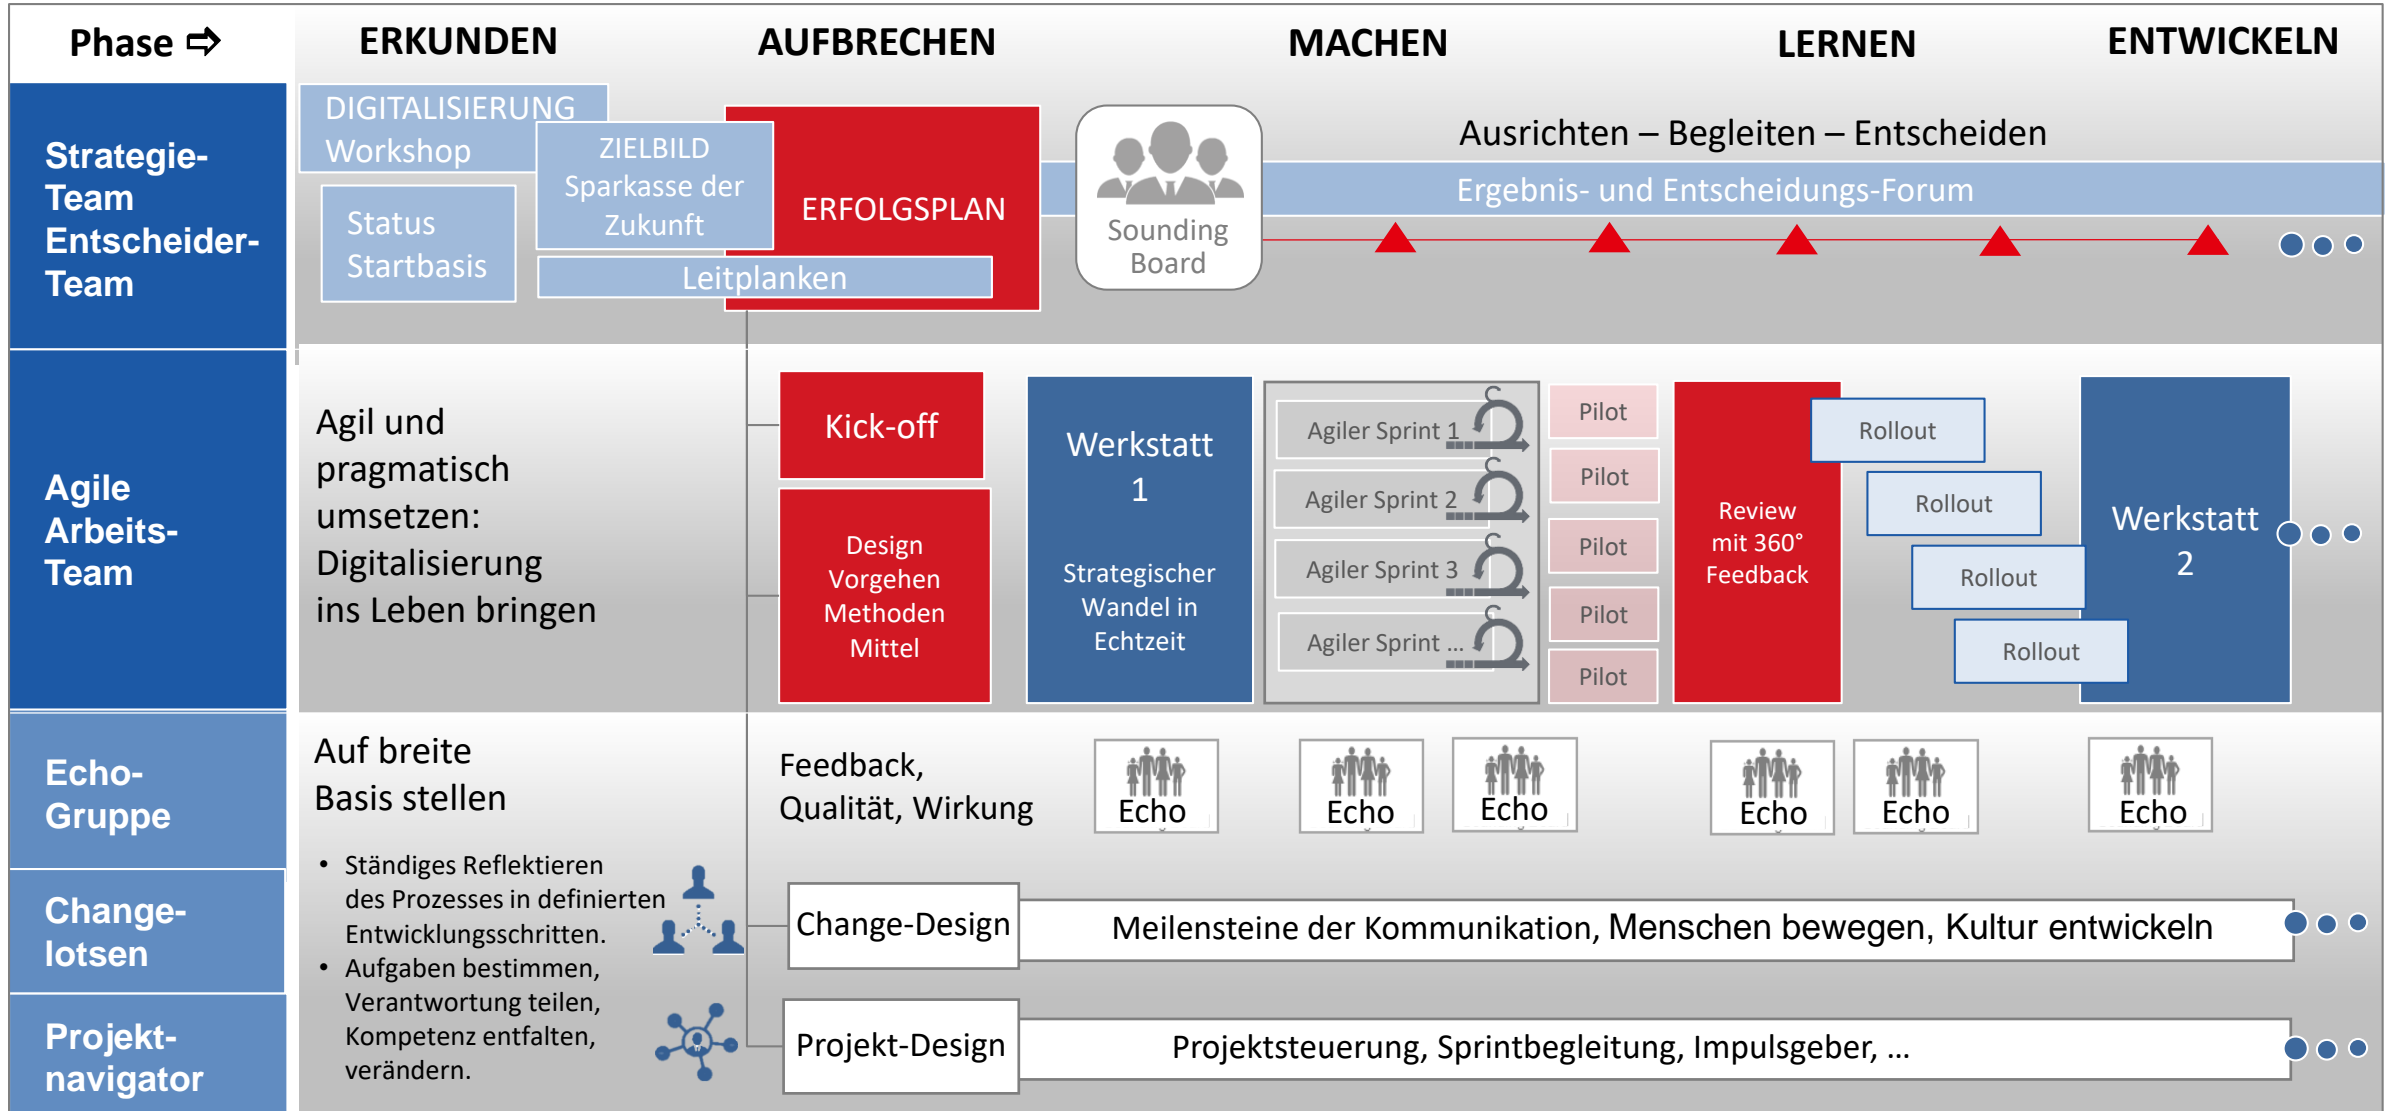 Phase ⇨
ERKUNDEN
AUFBRECHEN
MACHEN
LERNEN
ENTWICKELN
Strategie-
Team
Entscheider-
Team
DIGITALISIERUNG
Workshop
Status
Startbasis
ZIELBILD
Sparkasse der
Zukunft
ERFOLGSPLAN
Leitplanken
Sounding
Board
Ausrichten – Begleiten – Entscheiden
Ergebnis- und Entscheidungs-Forum
Agile
Arbeits-
Team
Agil und
pragmatisch
umsetzen:
Digitalisierung
ins Leben bringen
Kick-off
Design
Vorgehen
Methoden
Mittel
Werkstatt
1
Strategischer
Wandel in
Echtzeit
Agiler Sprint 1
Agiler Sprint 2
Agiler Sprint 3
Agiler Sprint ...
Pilot
Pilot
Pilot
Pilot
Pilot
Review
mit 360°
Feedback
Rollout
Rollout
Rollout
Rollout
Werkstatt
2
Echo-
Gruppe
Auf breite
Basis stellen
Feedback,
Qualität, Wirkung
Echo
Echo
Echo
Echo
Echo
Echo
Change-
lotsen
• Ständiges Reflektieren
des Prozesses in definierten
Entwicklungsschritten.
• Aufgaben bestimmen,
Verantwortung teilen,
Kompetenz entfalten,
verändern.
Change-Design
Meilensteine der Kommunikation, Menschen bewegen, Kultur entwickeln
Projekt-
navigator
Projekt-Design
Projektsteuerung, Sprintbegleitung, Impulsgeber, ...